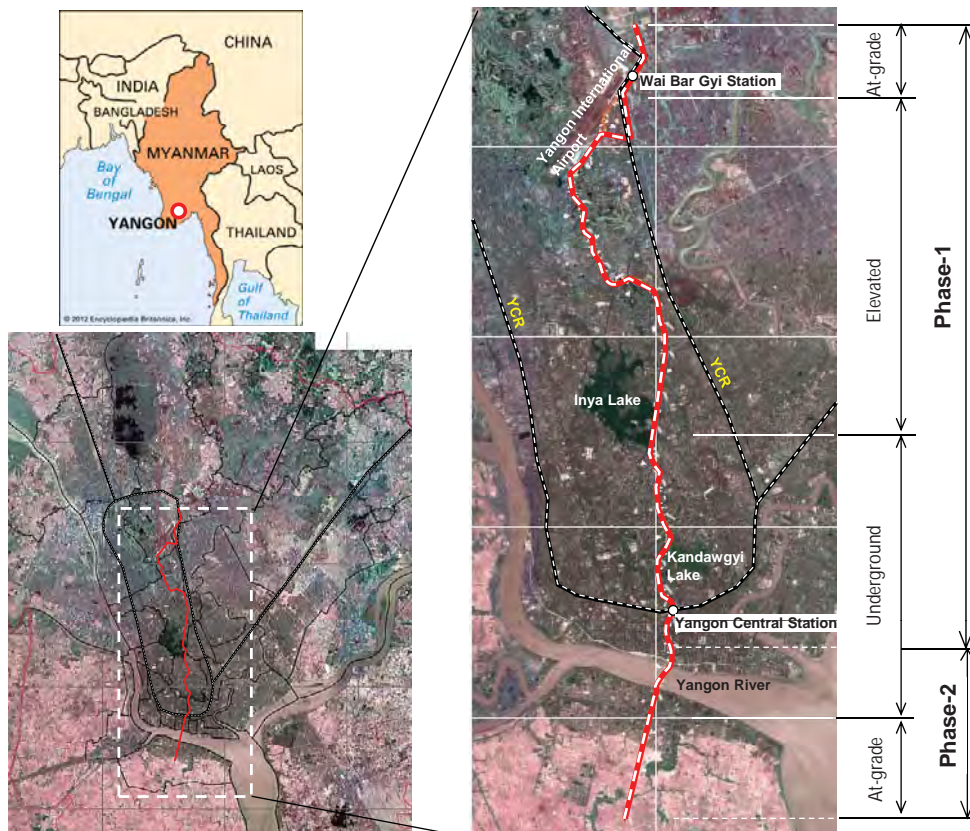 CHINA
INDIA
BANGLADESH
MYANMAR
LAOS
Bay
of
Bengal
YANGON
THAILAND
Gulf
of
Thailand
© 2012 Encyclopædia Britannica, Inc.
Yangon International
Airport
Wai Bar Gyi Station
YCR
YCR
Inya Lake
Kandawgyi
Lake
Yangon Central Station
Yangon River
At-grade
Elevated
Underground
At-grade
Phase-1
Phase-2